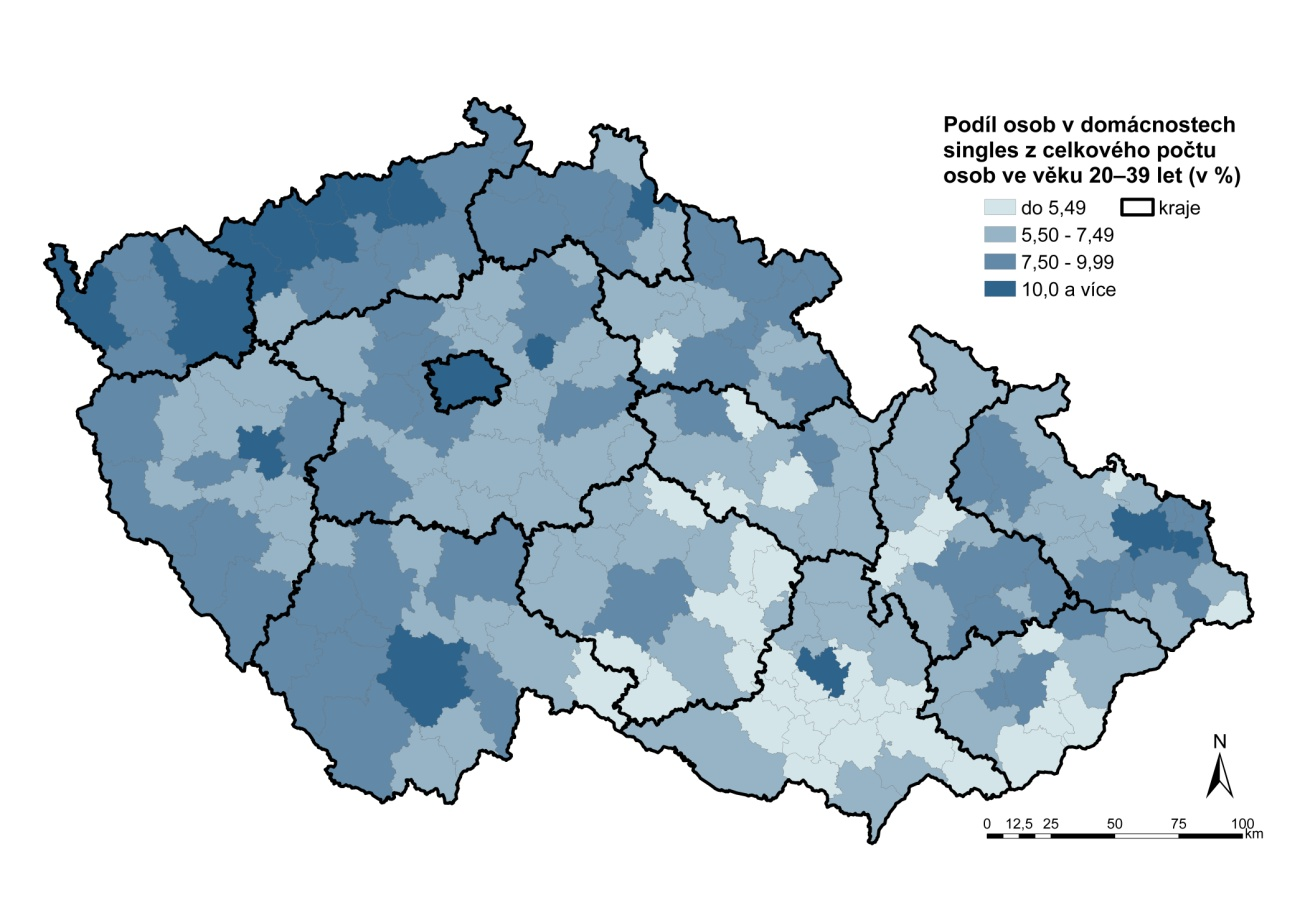 Podíl osob v domácnostech
singles z celkového počtu
osob ve věku 20–39 let (v %)
do 5,49 kraje
5,50 - 7,49
7,50 - 9,99
10,0 a více
N
0 12,5 25 50 75 100
km